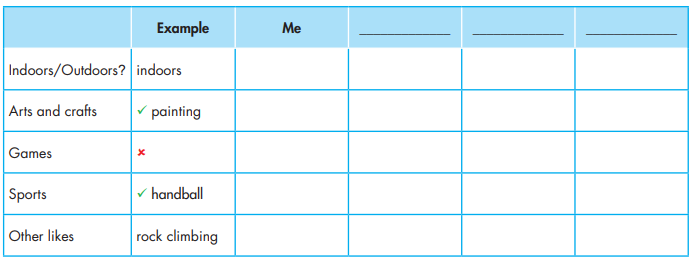 Example Me
Indoors/Outdoors? indoors
Arts and crafts ✓ painting
Games ✗
Sports ✓ handball
Other likes rock climbing